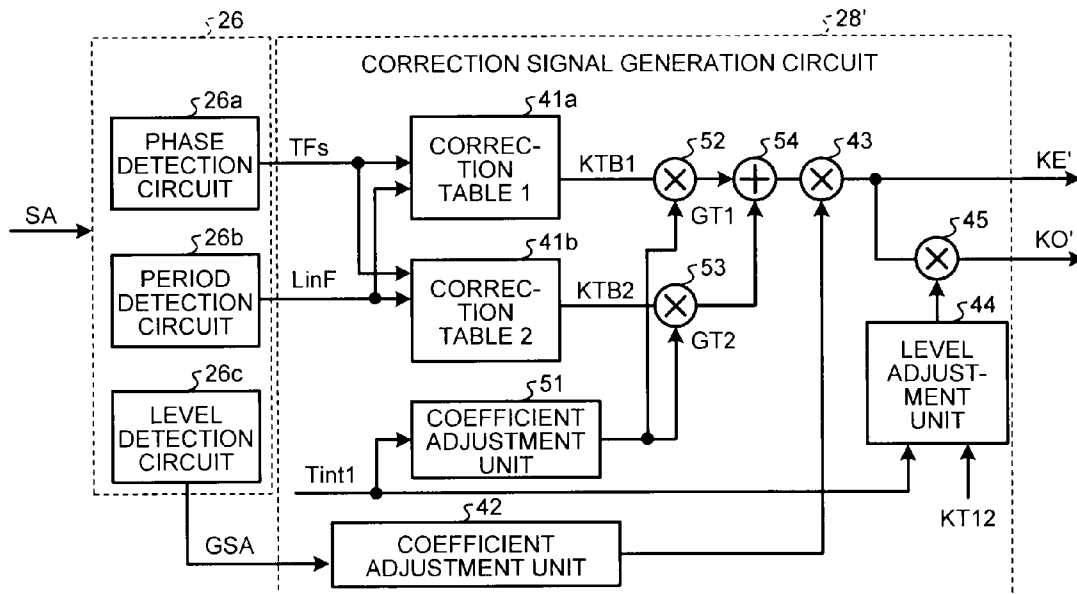 26
28'
CORRECTION SIGNAL GENERATION CIRCUIT
26a
PHASE
DETECTION
CIRCUIT
TFs
41a
CORREC-
TION
TABLE 1
KTB1
52
GT1
54
43
KE'
SA
26b
PERIOD
DETECTION
CIRCUIT
LinF
41b
CORREC-
TION
TABLE 2
KTB2
53
GT2
45
KO'
44
LEVEL
ADJUST-
MENT
UNIT
26c
LEVEL
DETECTION
CIRCUIT
51
COEFFICIENT
ADJUSTMENT
UNIT
Tint1
KT12
GSA
42
COEFFICIENT
ADJUSTMENT UNIT